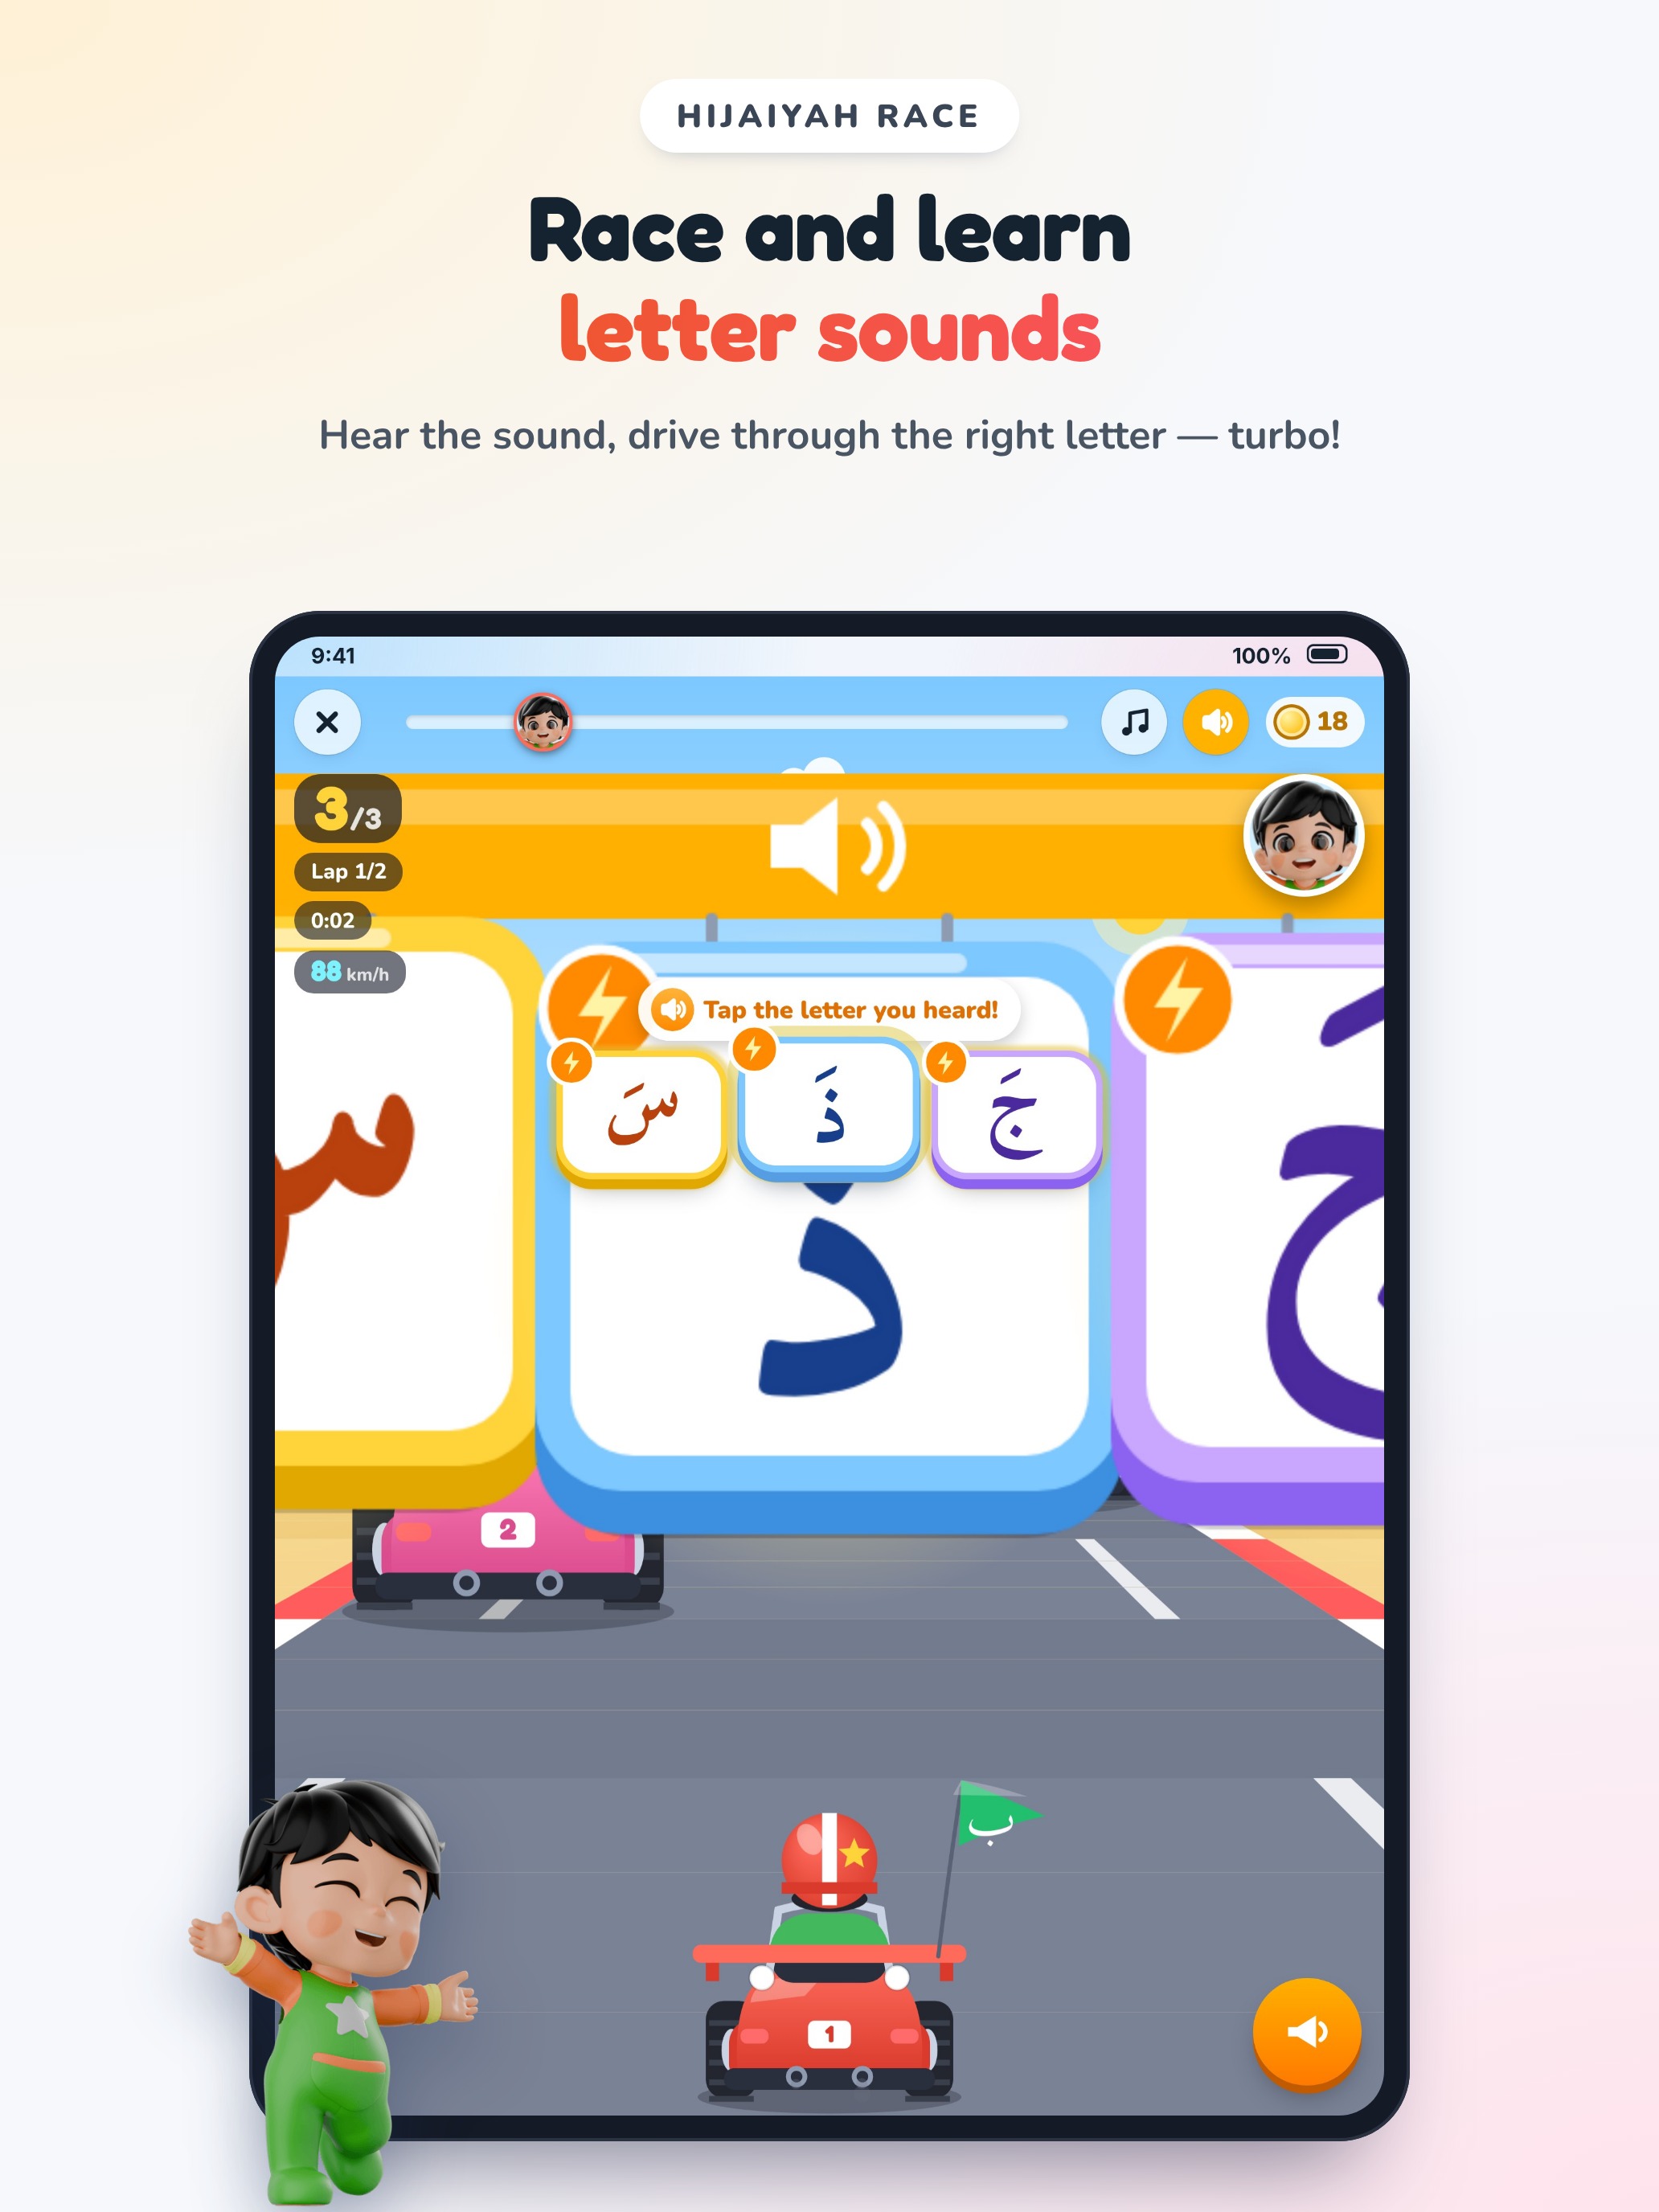 HIJAIYAH RACE
Race and learn
letter sounds
Hear the sound, drive through the right letter — turbo!
9:41
100%
18
3/3
Lap 1/2
0:02
88 km/h
Tap the letter you heard!
سَ
ذَ
جَ
س
ذ
جَ
2
ب
1